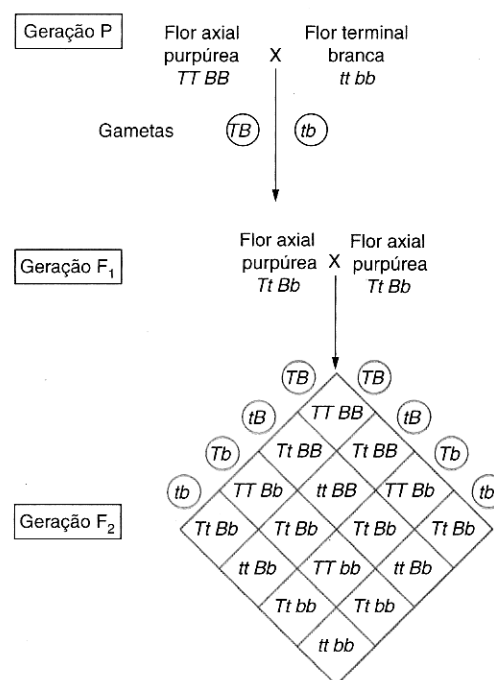 Geração P
Flor axial
purpúrea
TT BB
X
Flor terminal
branca
tt bb
Gametas
TB
tb
Geração F1
Flor axial
purpúrea
Tt Bb
X
Flor axial
purpúrea
Tt Bb
TB TB
tB TT BB tB
Tb Tt BB Tt BB Tb
tb TT Bb tt BB TT Bb tb
Geração F2
Tt Bb Tt Bb Tt Bb Tt Bb
tt Bb TT bb tt Bb
Tt bb Tt bb
tt bb